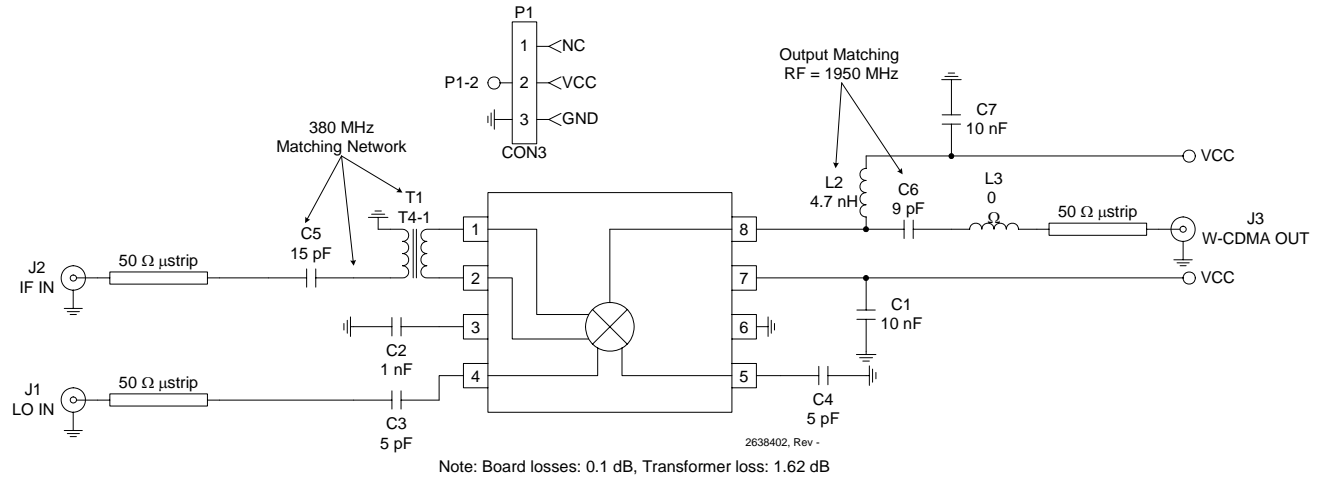 P1
1
NC
P1-2
2
VCC
3
GND
CON3
Output Matching
RF = 1950 MHz
C7
10 nF
VCC
380 MHz
Matching Network
T1
T4-1
L2
4.7 nH
C6
9 pF
L3
0
Ω
50 Ω µstrip
J3
W-CDMA OUT
1
8
C5
15 pF
J2
IF IN
50 Ω µstrip
2
7
VCC
C1
10 nF
3
6
C2
1 nF
4
5
J1
LO IN
50 Ω µstrip
C3
5 pF
C4
5 pF
2638402, Rev -
Note: Board losses: 0.1 dB, Transformer loss: 1.62 dB